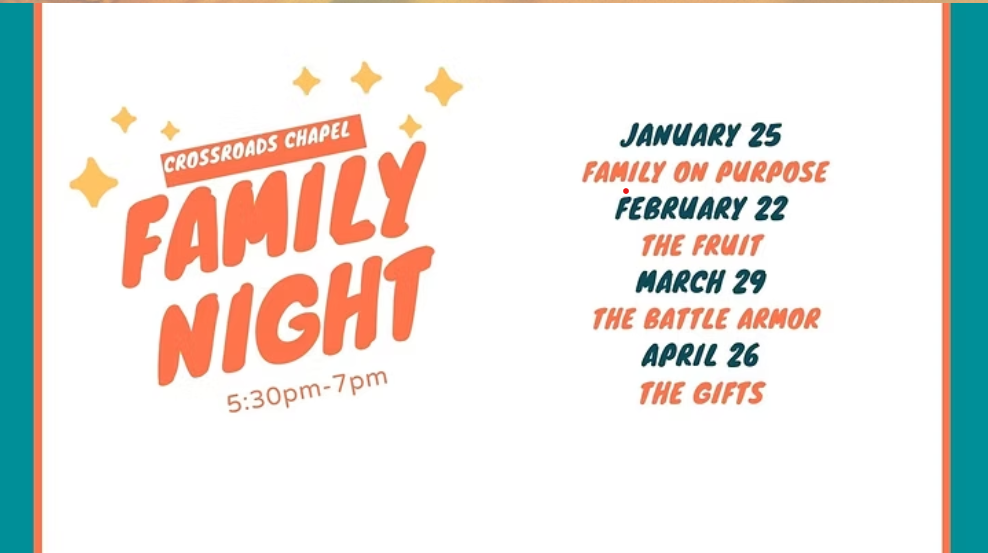 CROSSROADS CHAPEL
FAMILY
NIGHT
5:30pm-7pm
JANUARY 25
FAMILY ON PURPOSE
FEBRUARY 22
THE FRUIT
MARCH 29
THE BATTLE ARMOR
APRIL 26
THE GIFTS